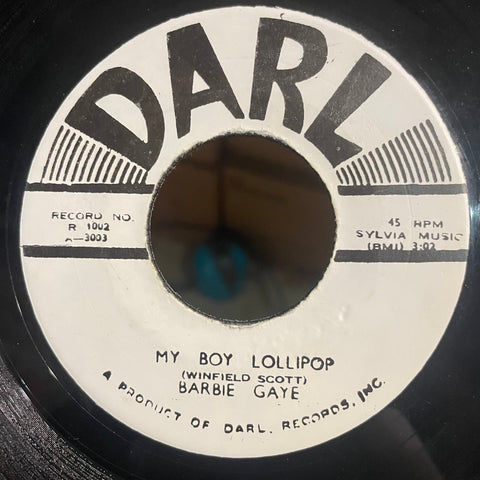 DARL
RECORD NO.
R 1002
A-3003
45 RPM
SYLVIA MUSIC
(BMI) 3:02
MY BOY LOLLIPOP
(WINFIELD SCOTT)
BARBIE GAYE
A PRODUCT OF DARL. RECORDS, INC.